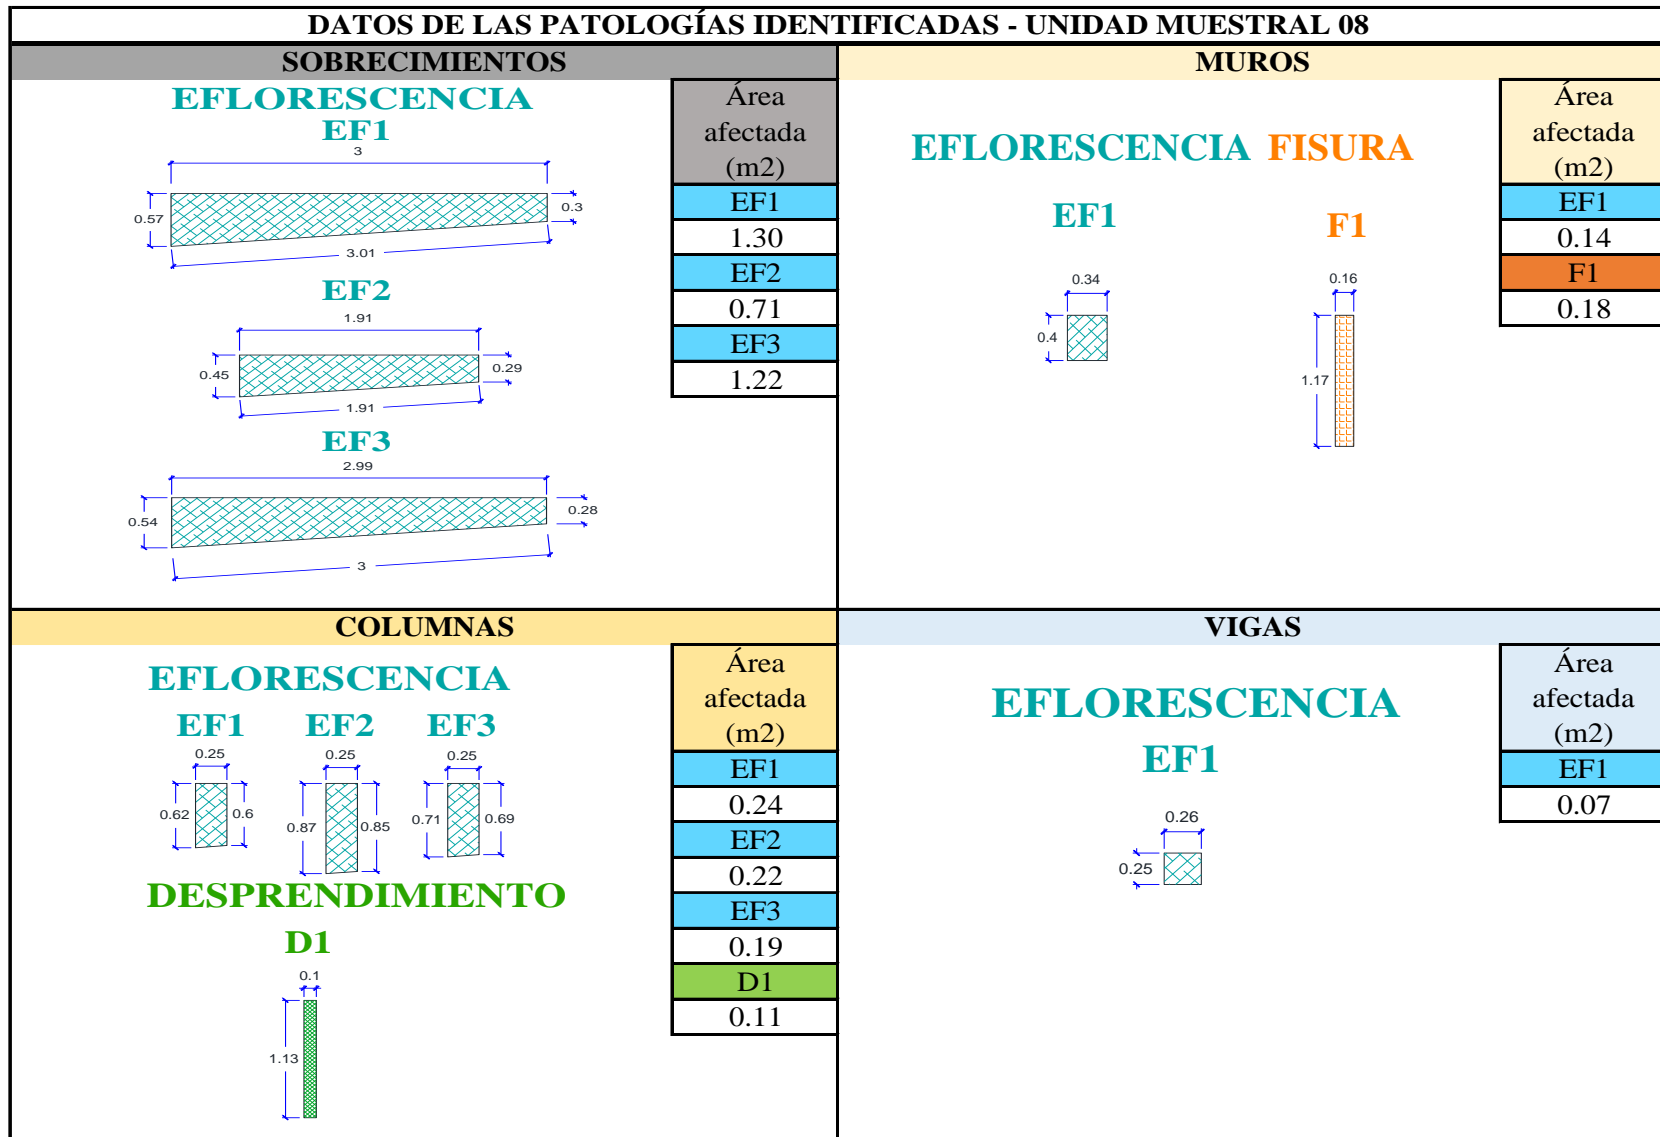 DATOS DE LAS PATOLOGÍAS IDENTIFICADAS - UNIDAD MUESTRAL 08
SOBRECIMIENTOS
EFLORESCENCIA
EF1
3
0.57
0.3
3.01
EF2
1.91
0.45
0.29
1.91
EF3
2.99
0.54
0.28
3
Área
afectada
(m2)
EF1
1.30
EF2
0.71
EF3
1.22
MUROS
EFLORESCENCIA FISURA
EF1
F1
0.34
0.4
0.16
1.17
Área
afectada
(m2)
EF1
0.14
F1
0.18
COLUMNAS
EFLORESCENCIA
EF1 EF2 EF3
0.25 0.25 0.25
0.62 0.6 0.87 0.85 0.71 0.69
DESPRENDIMIENTO
D1
0.1
1.13
Área
afectada
(m2)
EF1
0.24
EF2
0.22
EF3
0.19
D1
0.11
VIGAS
EFLORESCENCIA
EF1
0.26
0.25
Área
afectada
(m2)
EF1
0.07